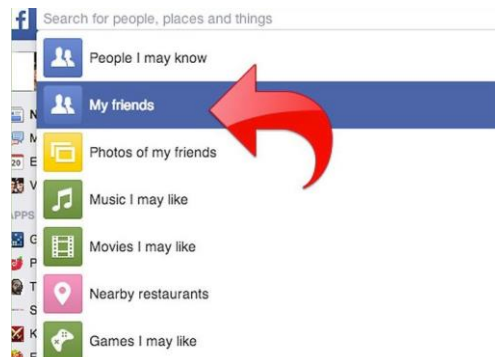 f
Search for people, places and things
People I may know
N
My friends
M
20
E
Photos of my friends
V
Music I may like
APPS
G
Movies I may like
P
T
Nearby restaurants
S
K
Games I may like